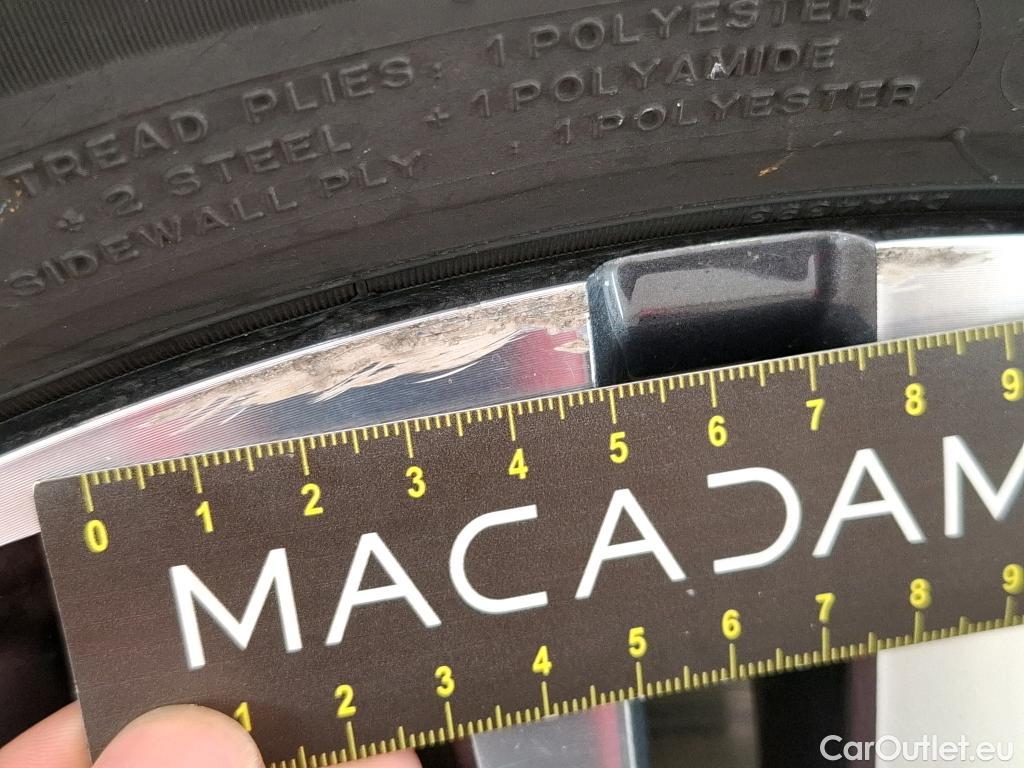 TREAD PLIES: 1 POLYESTER
+ 2 STEEL + 1 POLYAMIDE
SIDEWALL PLY : 1 POLYESTER
0 1 2 3 4 5 6 7 8 9
MACADAM
1 2 3 4 5 6 7 8 9
CarOutlet.eu